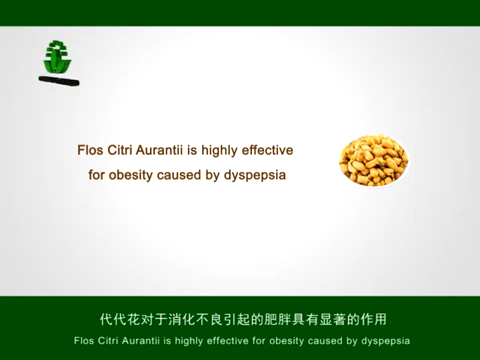 Flos Citri Aurantii is highly effective
for obesity caused by dyspepsia
代代花对于消化不良引起的肥胖具有显著的作用
Flos Citri Aurantii is highly effective for obesity caused by dyspepsia